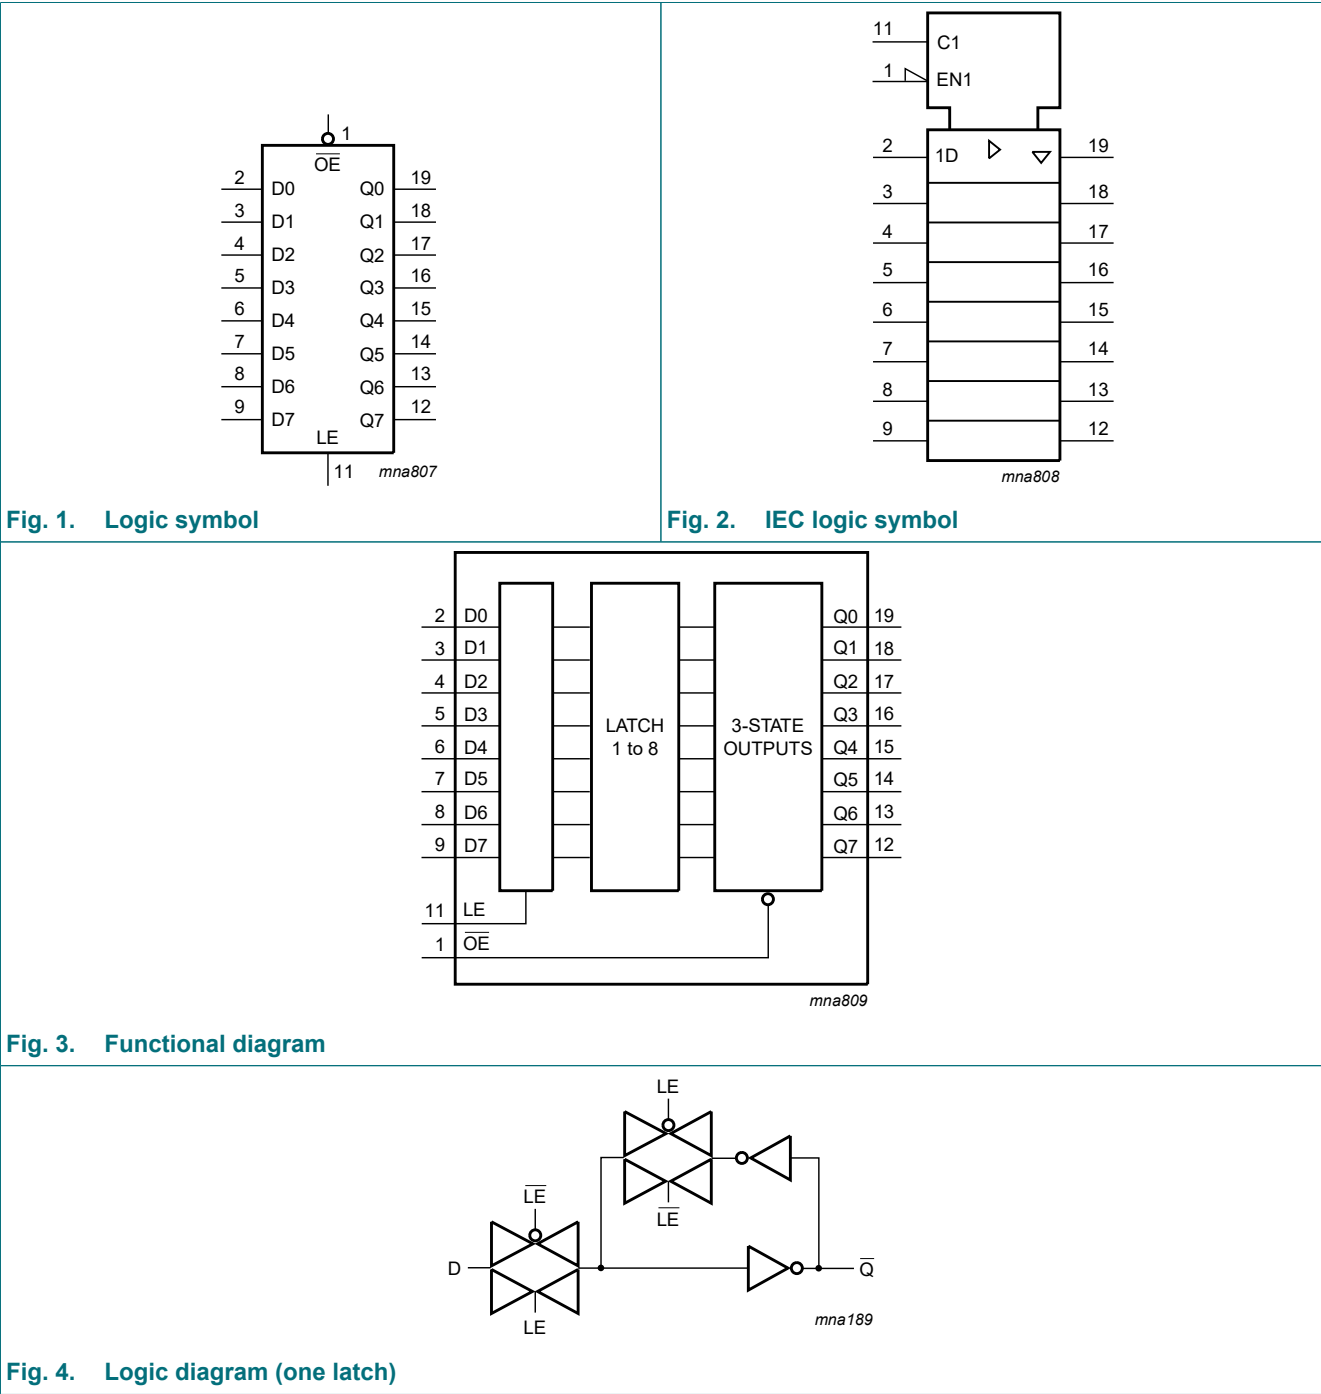 1
OE
2 D0 Q0 19
3 D1 Q1 18
4 D2 Q2 17
5 D3 Q3 16
6 D4 Q4 15
7 D5 Q5 14
8 D6 Q6 13
9 D7 Q7 12
LE
11 mna807
Fig. 1. Logic symbol
11 C1
1 EN1
2 1D 19
3 18
4 17
5 16
6 15
7 14
8 13
9 12
mna808
Fig. 2. IEC logic symbol
2 D0 Q0 19
3 D1 Q1 18
4 D2 Q2 17
5 D3 LATCH 3-STATE Q3 16
6 D4 1 to 8 OUTPUTS Q4 15
7 D5 Q5 14
8 D6 Q6 13
9 D7 Q7 12
11 LE
1 OE
mna809
Fig. 3. Functional diagram
LE
LE
LE
D Q
LE
mna189
Fig. 4. Logic diagram (one latch)